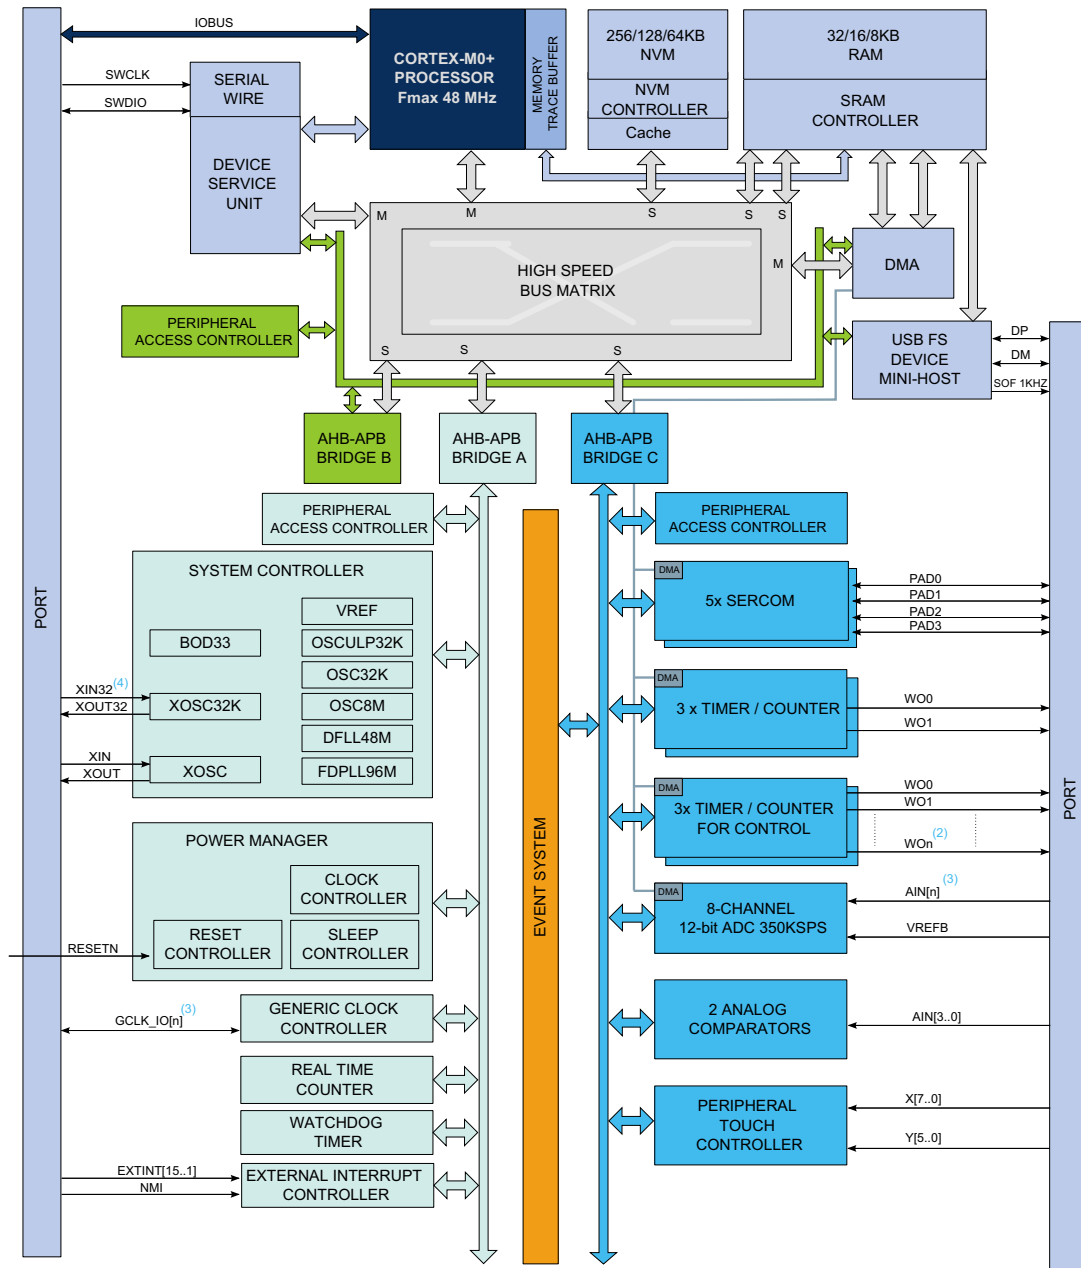 IOBUS
SWCLK
SWDIO
SERIAL
WIRE
DEVICE
SERVICE
UNIT
CORTEX-M0+
PROCESSOR
Fmax 48 MHz
MEMORY
TRACE BUFFER
256/128/64KB
NVM
NVM
CONTROLLER
Cache
32/16/8KB
RAM
SRAM
CONTROLLER
M
M
S
S
S
M
HIGH SPEED
BUS MATRIX
S
S
S
DMA
PERIPHERAL
ACCESS CONTROLLER
USB FS
DEVICE
MINI-HOST
DP
DM
SOF 1KHZ
AHB-APB
BRIDGE B
AHB-APB
BRIDGE A
AHB-APB
BRIDGE C
PERIPHERAL
ACCESS CONTROLLER
PERIPHERAL
ACCESS CONTROLLER
PORT
SYSTEM CONTROLLER
VREF
BOD33
OSCULP32K
OSC32K
XIN32(4)
XOUT32
XOSC32K
OSC8M
DFLL48M
XIN
XOUT
XOSC
FDPLL96M
POWER MANAGER
CLOCK
CONTROLLER
RESETN
RESET
CONTROLLER
SLEEP
CONTROLLER
GCLK_IO[n](3)
GENERIC CLOCK
CONTROLLER
REAL TIME
COUNTER
WATCHDOG
TIMER
EXTINT[15..1]
NMI
EXTERNAL INTERRUPT
CONTROLLER
EVENT SYSTEM
DMA
5x SERCOM
PAD0
PAD1
PAD2
PAD3
DMA
3 x TIMER / COUNTER
WO0
WO1
DMA
3x TIMER / COUNTER
FOR CONTROL
WO0
WO1
WOn(2)
DMA
8-CHANNEL
12-bit ADC 350KSPS
AIN[n](3)
VREFB
2 ANALOG
COMPARATORS
AIN[3..0]
PERIPHERAL
TOUCH
CONTROLLER
X[7..0]
Y[5..0]
PORT